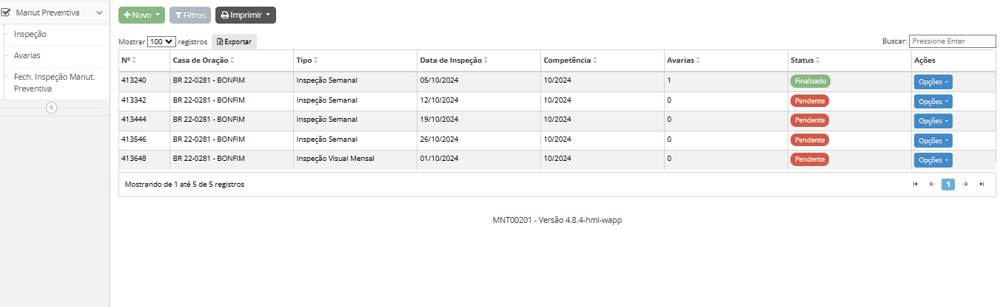 Manut Preventiva
Inspeção
Avarias
Fech. Inspeção Manut.
Preventiva
Novo Filtros Imprimir
Mostrar 100 registros Exportar Buscar: Pressione Enter
Nº Casa de Oração Tipo Data de Inspeção Competência Avarias Status Ações
413240 BR 22-0281 - BONFIM Inspeção Semanal 05/10/2024 10/2024 1 Finalizado Opções
413342 BR 22-0281 - BONFIM Inspeção Semanal 12/10/2024 10/2024 0 Pendente Opções
413444 BR 22-0281 - BONFIM Inspeção Semanal 19/10/2024 10/2024 0 Pendente Opções
413546 BR 22-0281 - BONFIM Inspeção Semanal 26/10/2024 10/2024 0 Pendente Opções
413648 BR 22-0281 - BONFIM Inspeção Visual Mensal 01/10/2024 10/2024 0 Pendente Opções
Mostrando de 1 até 5 de 5 registros 1
MNT00201 - Versão 4.8.4-hml-wapp